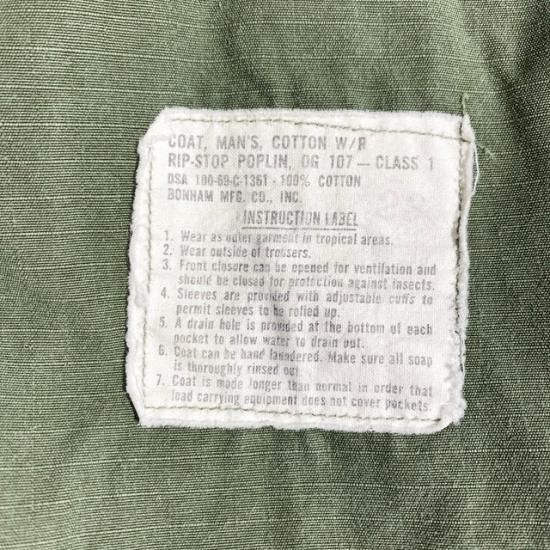 COAT, MAN'S, COTTON W/R
RIP-STOP POPLIN, OG 107 — CLASS 1
DSA 100-69-C-1361 - 100% COTTON
BONHAM MFG. CO., INC.
INSTRUCTION LABEL
1. Wear as outer garment in tropical areas.
2. Wear outside of trousers.
3. Front closure can be opened for ventilation and
should be closed for protection against insects.
4. Sleeves are provided with adjustable cuffs to
permit sleeves to be rolled up.
5. A drain hole is provided at the bottom of each
pocket to allow water to drain out.
6. Coat can be hand laundered. Make sure all soap
is thoroughly rinsed out.
7. Coat is made longer than normal in order that
load carrying equipment does not cover pockets.